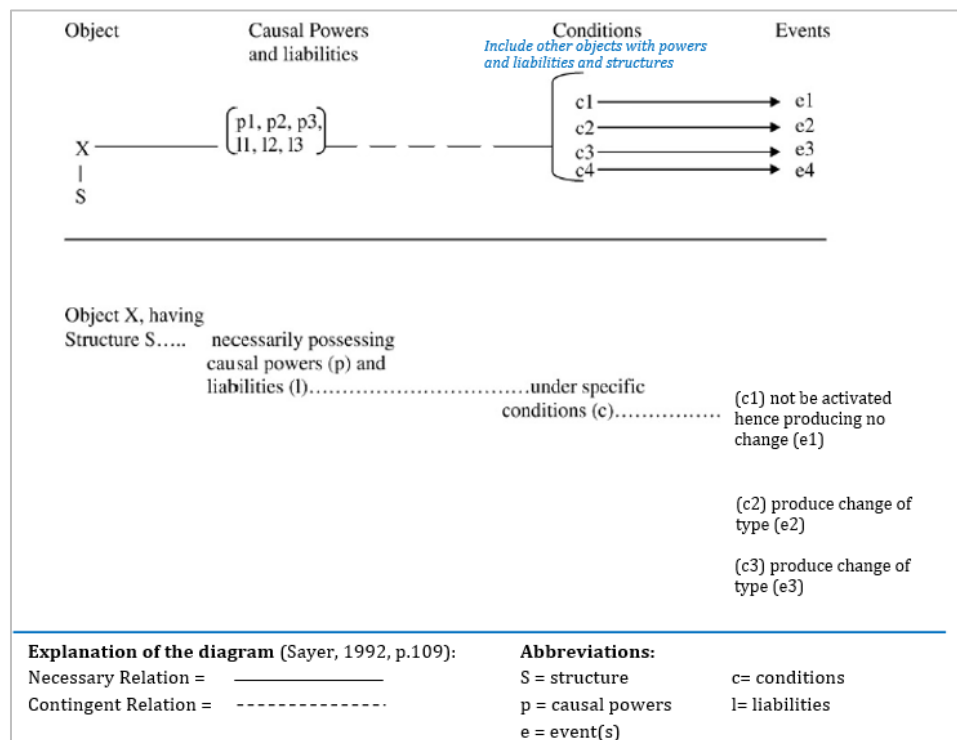 Object
Causal Powers
and liabilities
Conditions
Include other objects with powers
and liabilities and structures
Events
X
S
p1, p2, p3,
l1, l2, l3
c1
c2
c3
c4
e1
e2
e3
e4
Object X, having
Structure S.....
necessarily possessing
causal powers (p) and
liabilities (l)..........................................under specific
conditions (c)................
(c1) not be activated
hence producing no
change (e1)
(c2) produce change of
type (e2)
(c3) produce change of
type (e3)
Explanation of the diagram (Sayer, 1992, p.109):
Necessary Relation =
Contingent Relation =
Abbreviations:
S = structure
p = causal powers
e = event(s)
c= conditions
l= liabilities